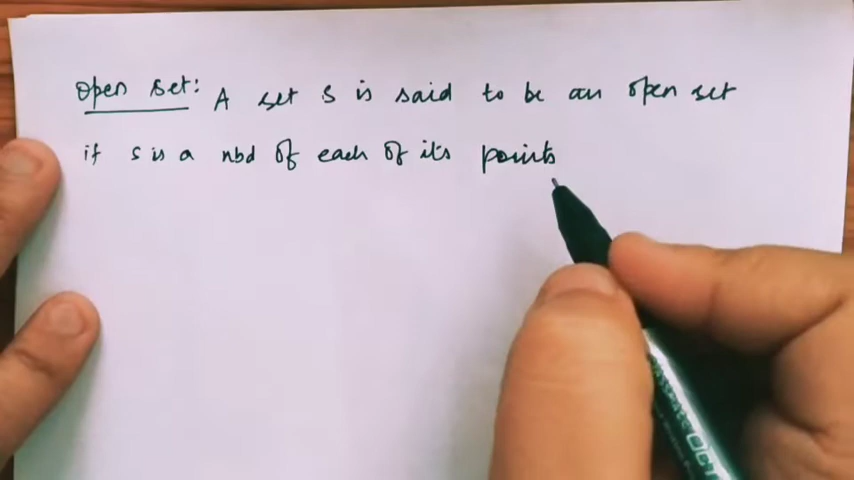 Open set: A set S is said to be an open set
if S is a nbd of each of its points